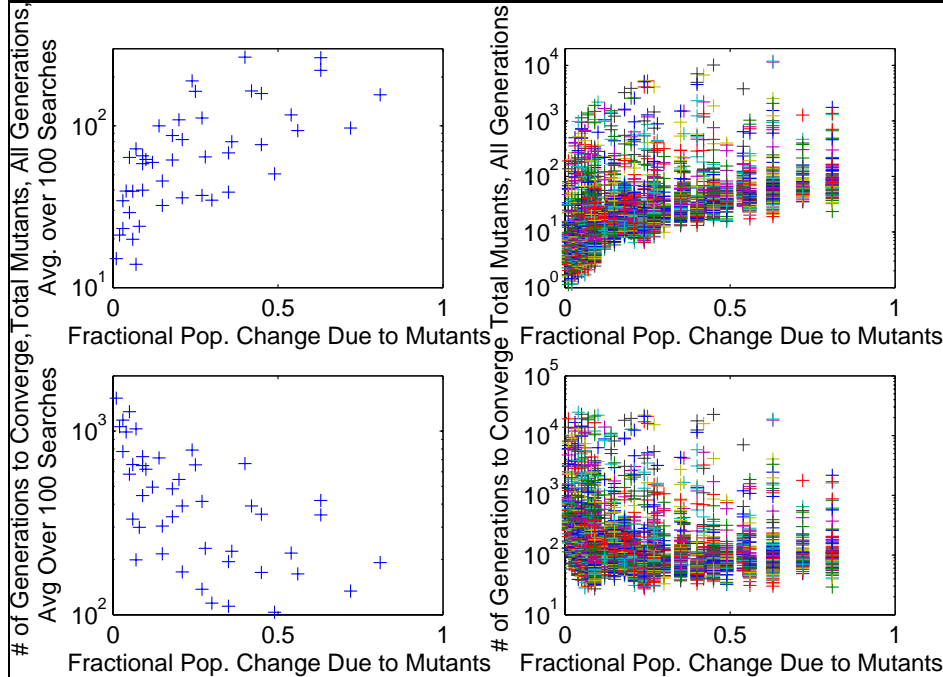 Total Mutants, All Generations,
Avg. over 100 Searches
10^2
10^1
0
0.5
1
Fractional Pop. Change Due to Mutants
Total Mutants, All Generations
10^4
10^3
10^2
10^1
10^0
0
0.5
1
Fractional Pop. Change Due to Mutants
# of Generations to Converge,
Avg Over 100 Searches
10^3
10^2
0
0.5
1
Fractional Pop. Change Due to Mutants
# of Generations to Converge
10^5
10^4
10^3
10^2
10^1
0
0.5
1
Fractional Pop. Change Due to Mutants